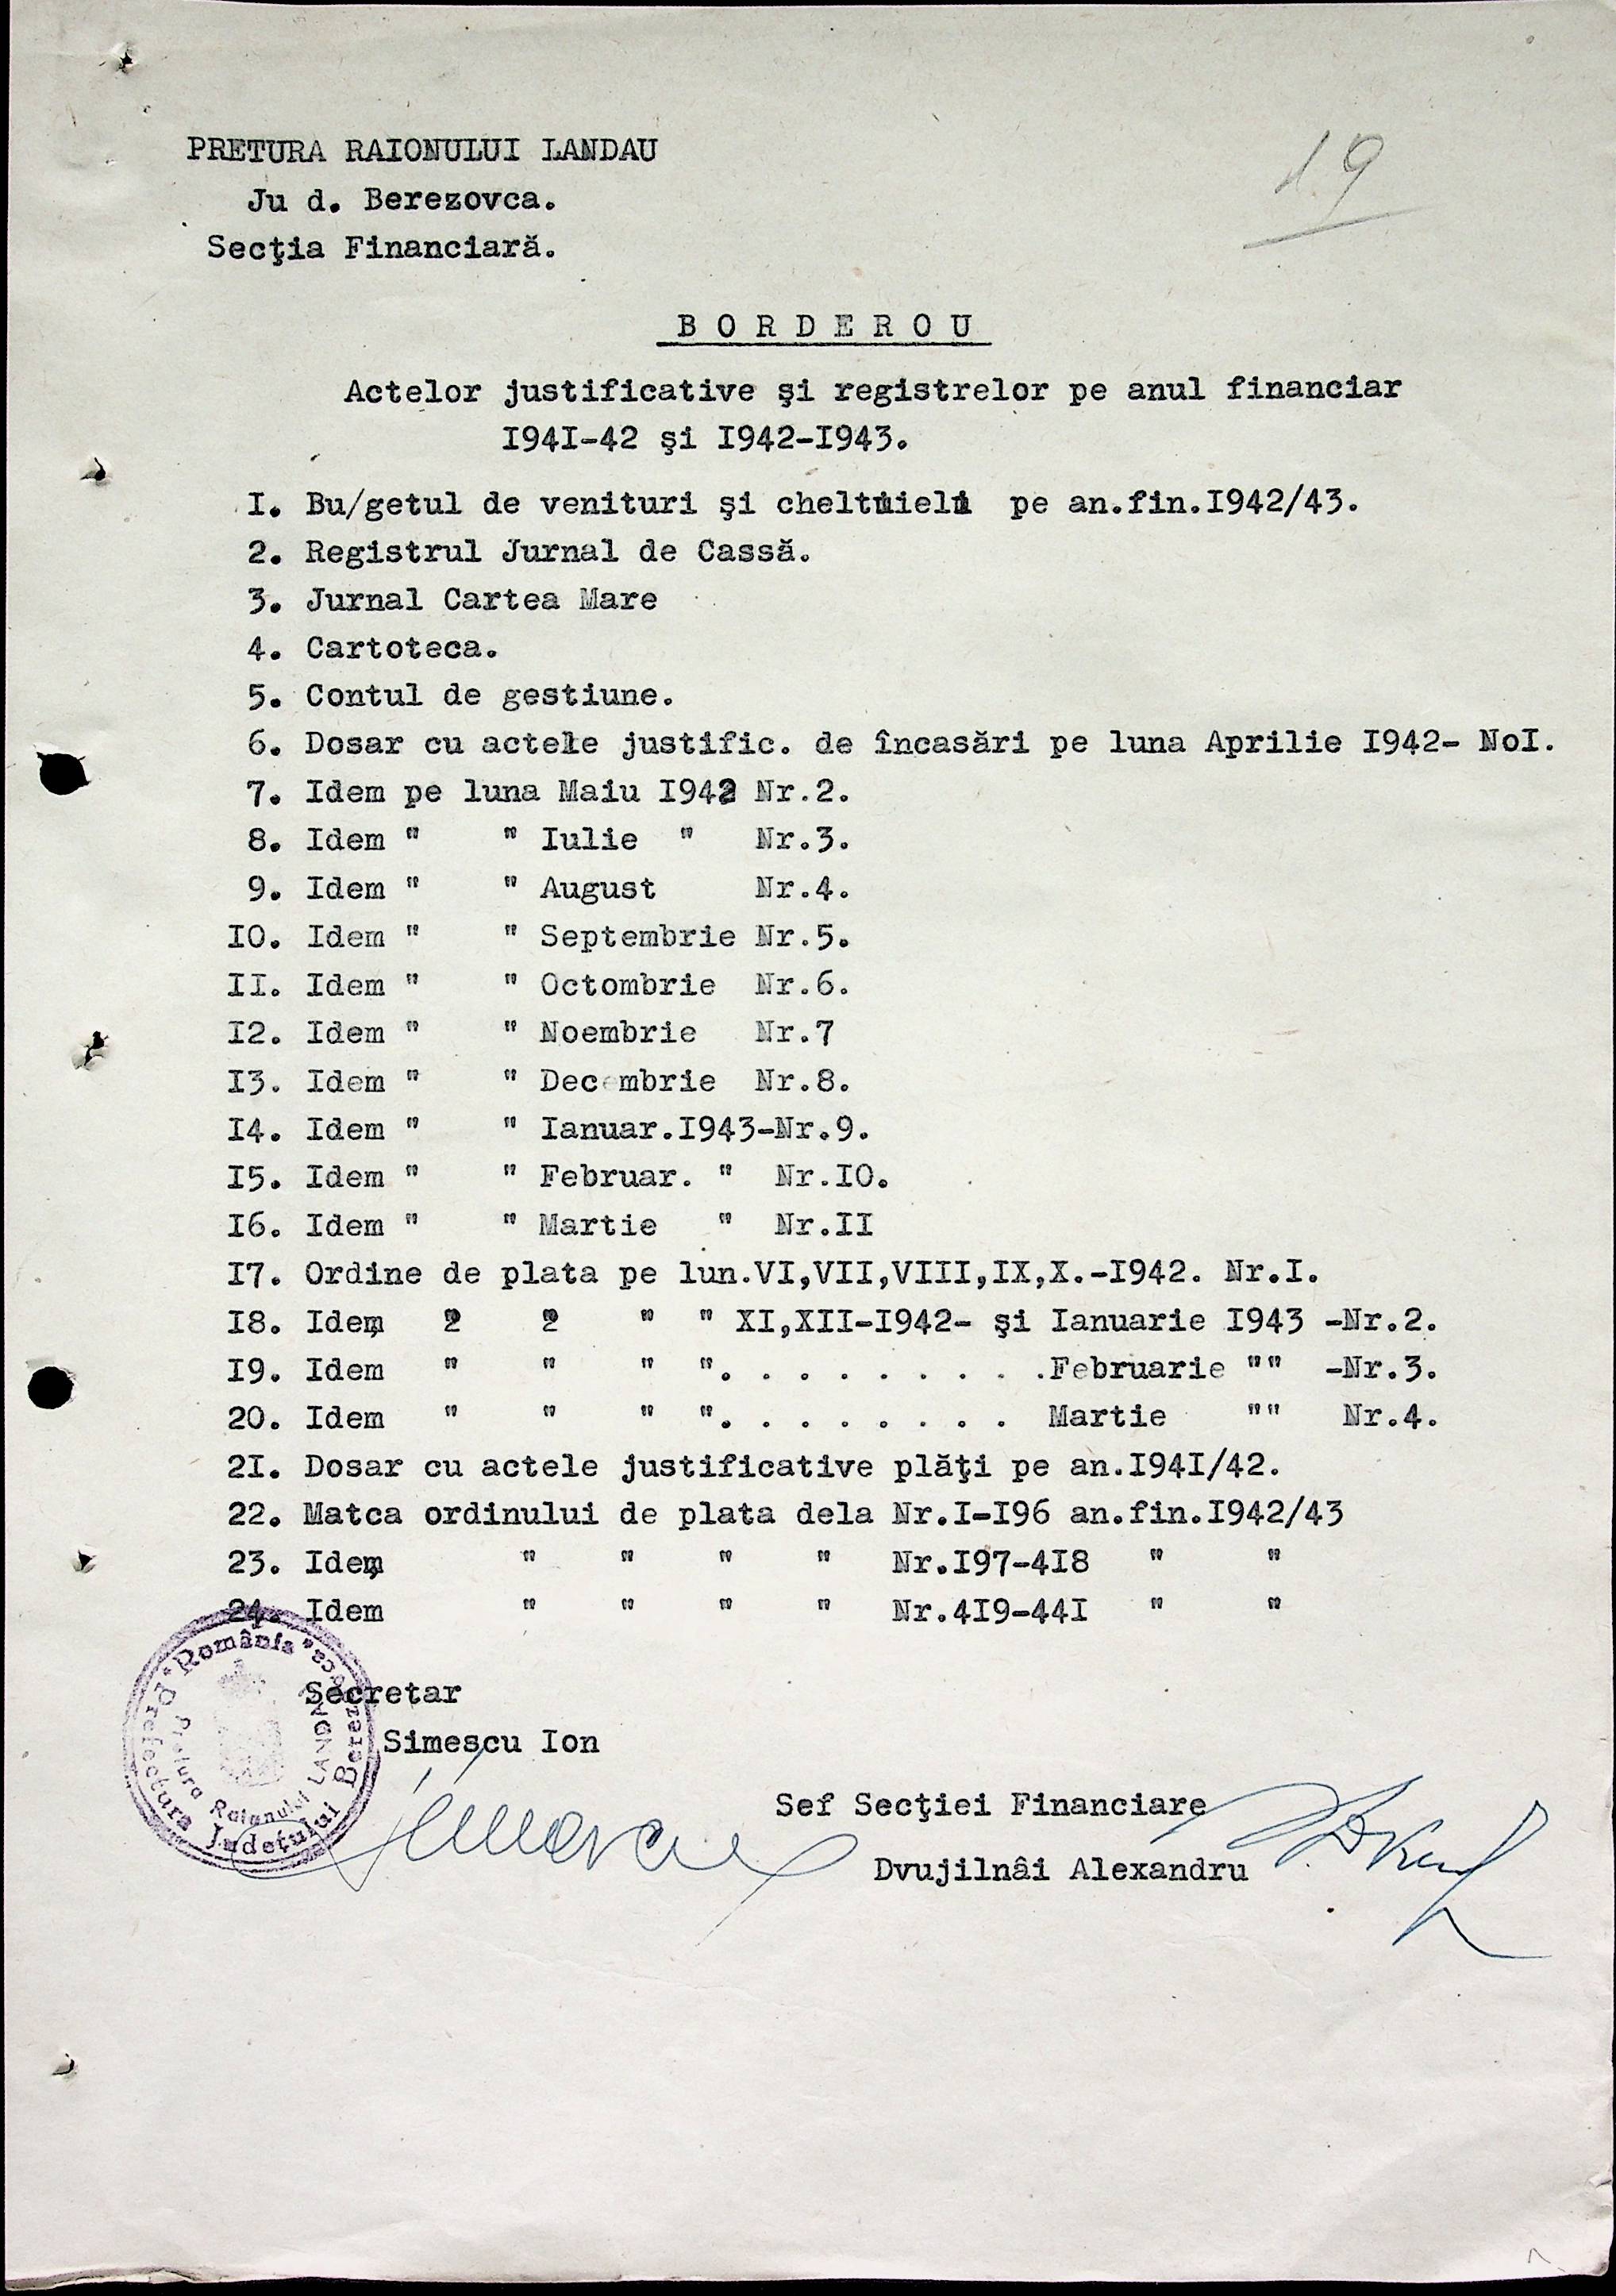 PRETURA RAIONULUI LANDAU
19
Ju d. Berezovca.
Secţia Financiară.
B O R D E R O U
Actelor justificative şi registrelor pe anul financiar
I94I-42 şi I942-I943.
I. Bu/getul de venituri şi cheltuieli pe an.fin.I942/43.
2. Registrul Jurnal de Cassă.
3. Jurnal Cartea Mare
4. Cartoteca.
5. Contul de gestiune.
6. Dosar cu actele justific. de încasări pe luna Aprilie I942- NoI.
7. Idem pe luna Maiu I942 Nr.2.
8. Idem " " Iulie " Nr.3.
9. Idem " " August Nr.4.
IO. Idem " " Septembrie Nr.5.
II. Idem " " Octombrie Nr.6.
I2. Idem " " Noembrie Nr.7
I3. Idem " " Decembrie Nr.8.
I4. Idem " " Ianuar.I943-Nr.9.
I5. Idem " " Februar. " Nr.IO.
I6. Idem " " Martie " Nr.II
I7. Ordine de plata pe lun.VI,VII,VIII,IX,X.-I942. Nr.I.
I8. Idem " " " " XI,XII-I942- şi Ianuarie I943 -Nr.2.
I9. Idem " " " ". . . . . . . . .Februarie "" -Nr.3.
20. Idem " " " ". . . . . . . . Martie "" Nr.4.
2I. Dosar cu actele justificative plăţi pe an.I94I/42.
22. Matca ordinului de plata dela Nr.I-I96 an.fin.I942/43
23. Idem " " " " Nr.I97-4I8 " "
24. Idem " " " " Nr.4I9-44I " "
România
Prefectura Judeţului Berezovca
Pretura Raionului LANDAU
Secretar
Simescu Ion
Sef Secţiei Financiare
Dvujilnâi Alexandru